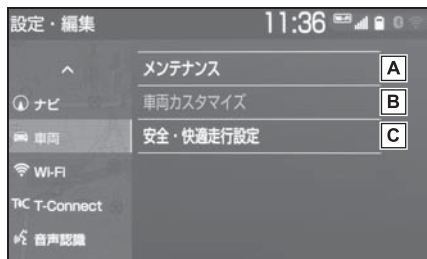 設定・編集 11:36
メンテナンス A
ナビ 車両カスタマイズ B
車両 安全・快適走行設定 C
Wi-Fi
T-Connect
音声認識